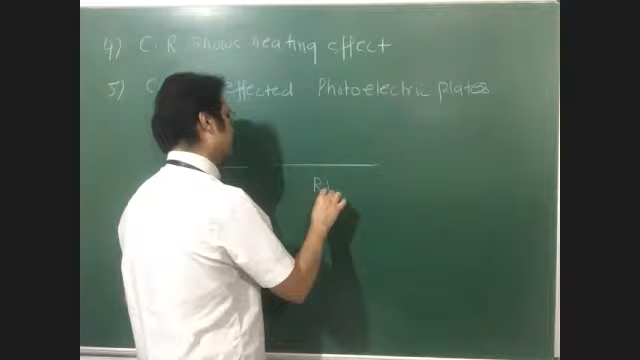 4) C.R shows heating effect
5) C effected Photoelectric plates
R